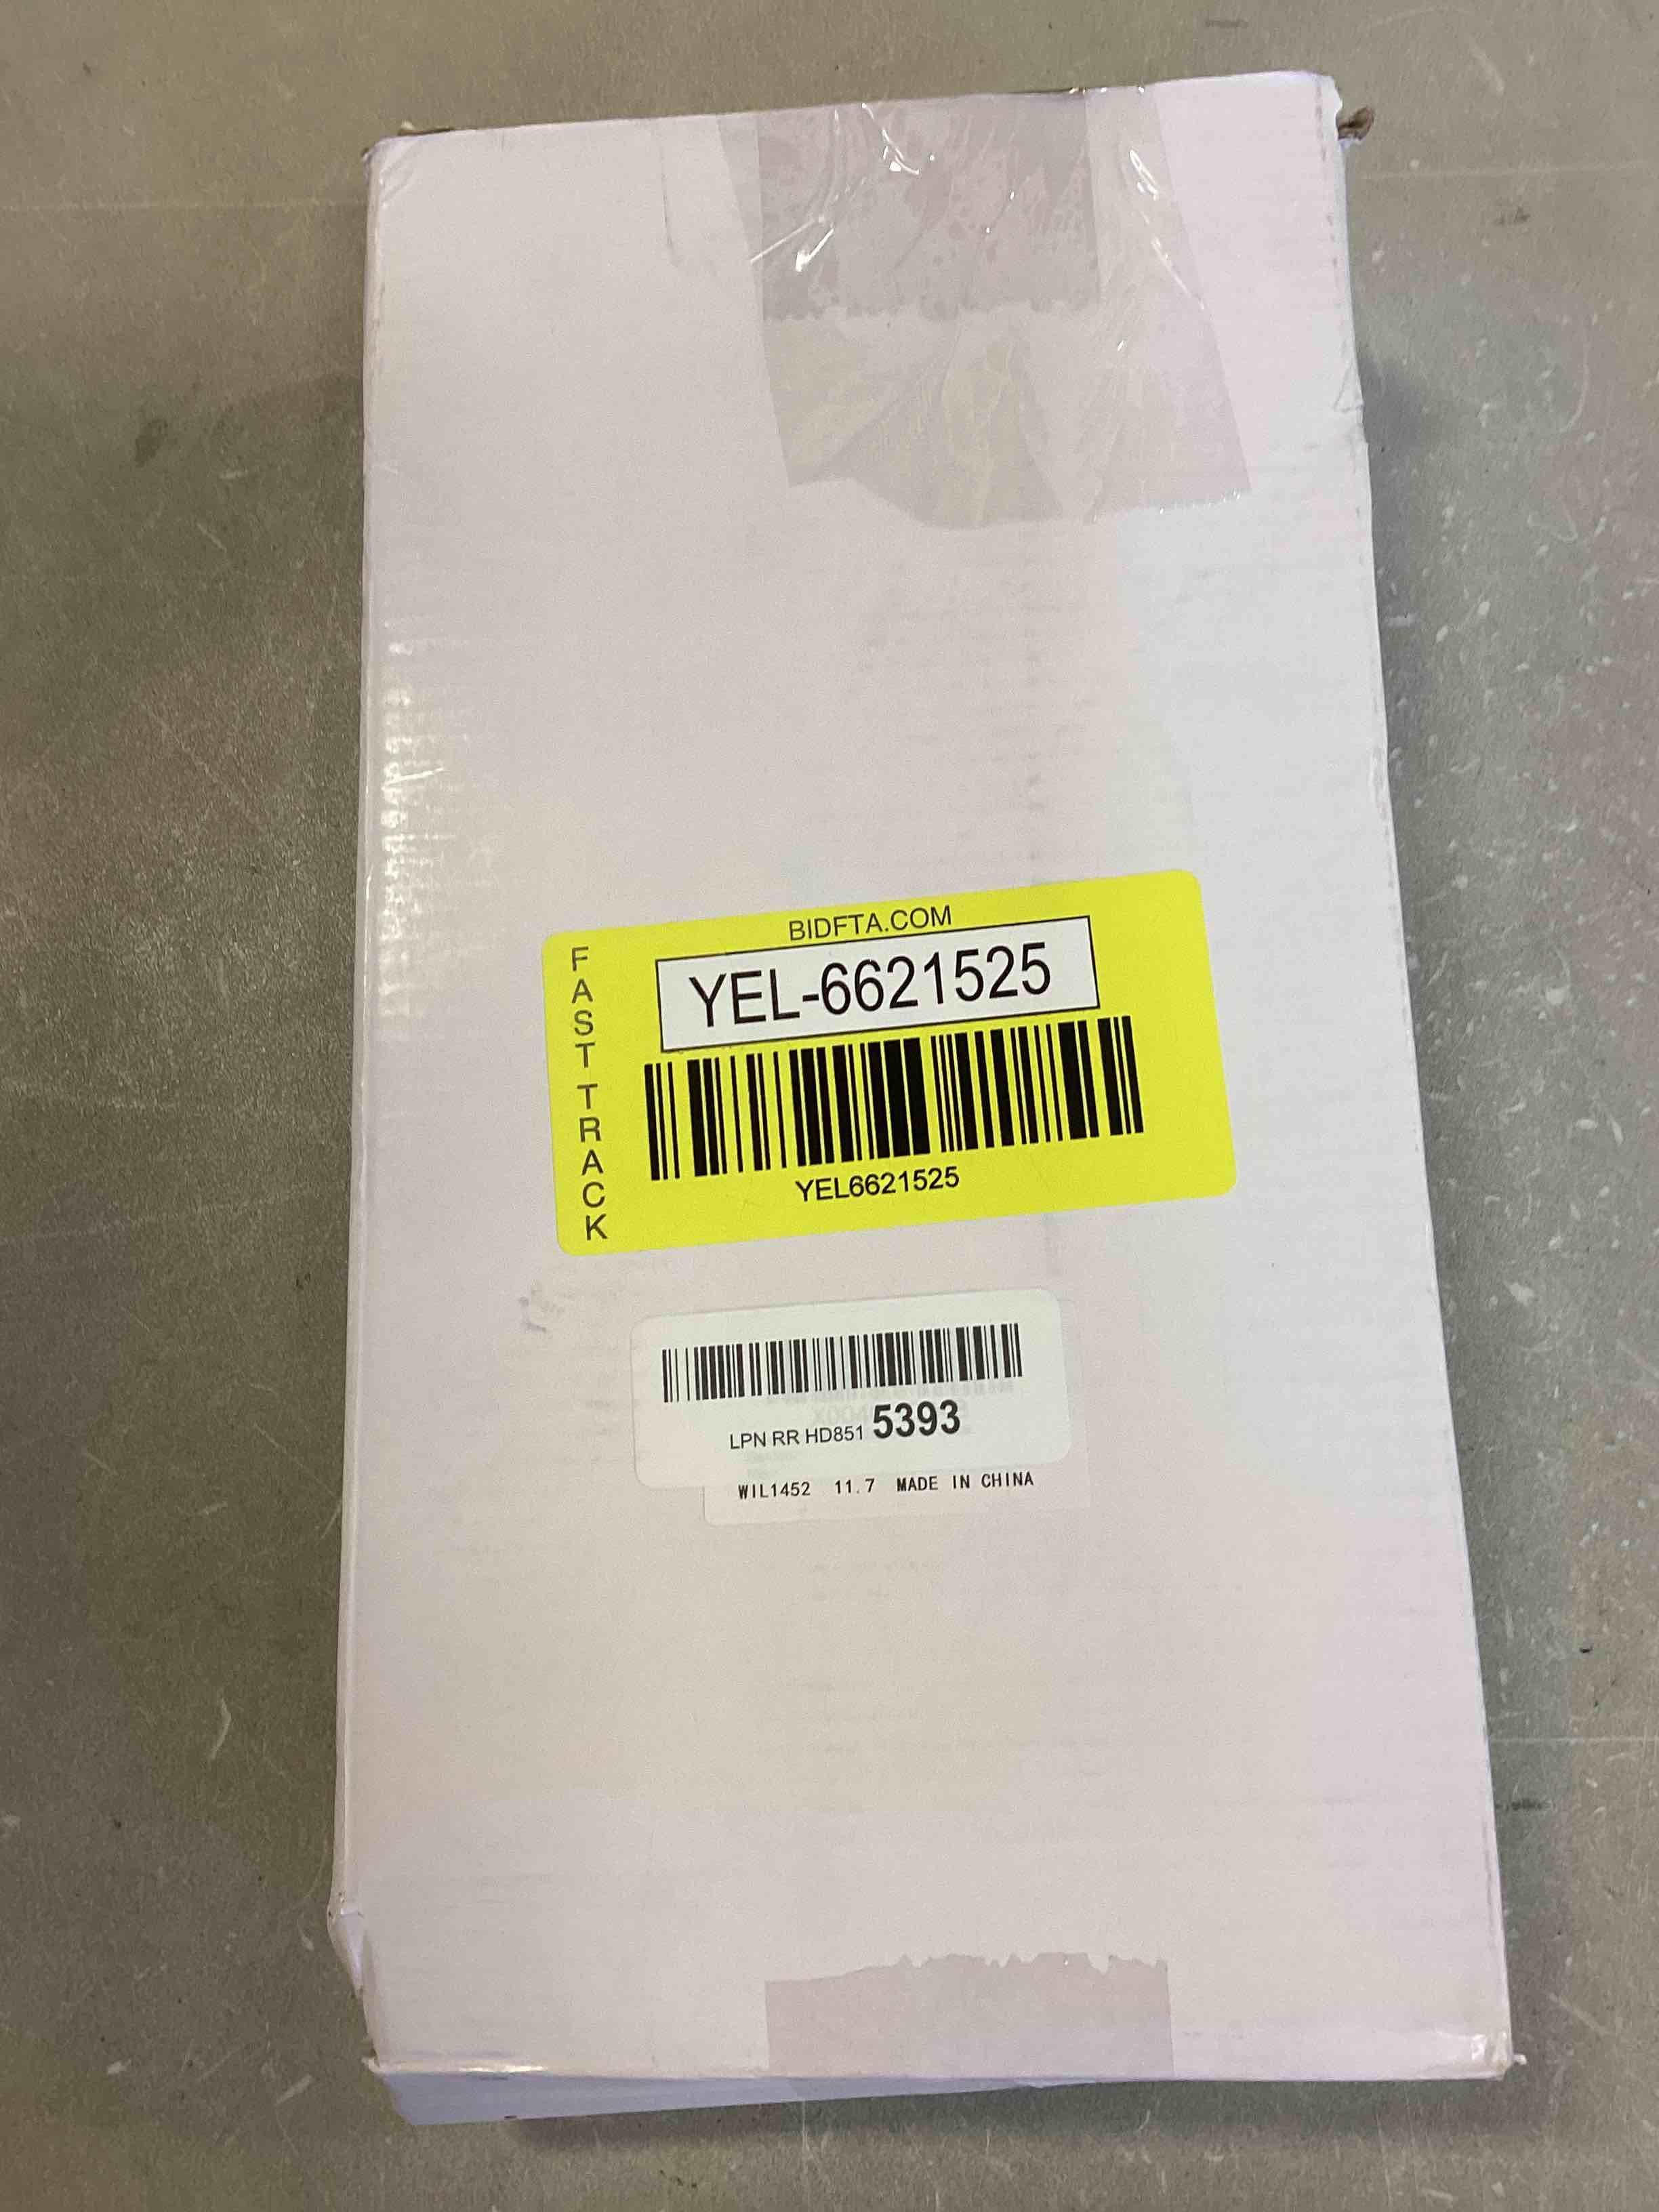 BIDFTA.COM
FAST TRACK
YEL-6621525
YEL6621525
LPN RR HD851 5393
WIL1452 11.7 MADE IN CHINA